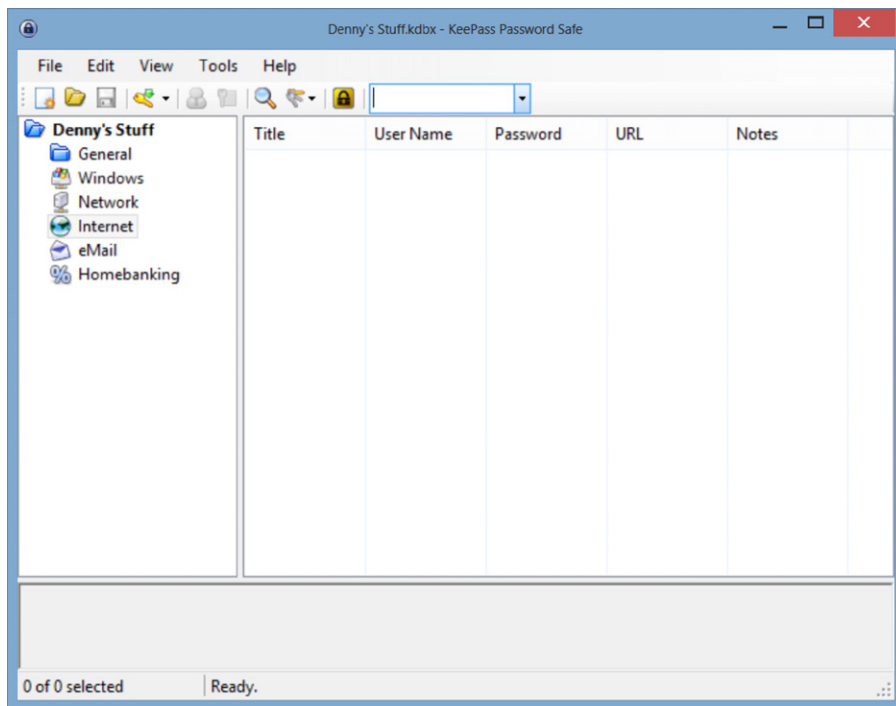 Denny's Stuff.kdbx - KeePass Password Safe
File Edit View Tools Help
Denny's Stuff
General
Windows
Network
Internet
eMail
Homebanking
Title User Name Password URL Notes
0 of 0 selected Ready.